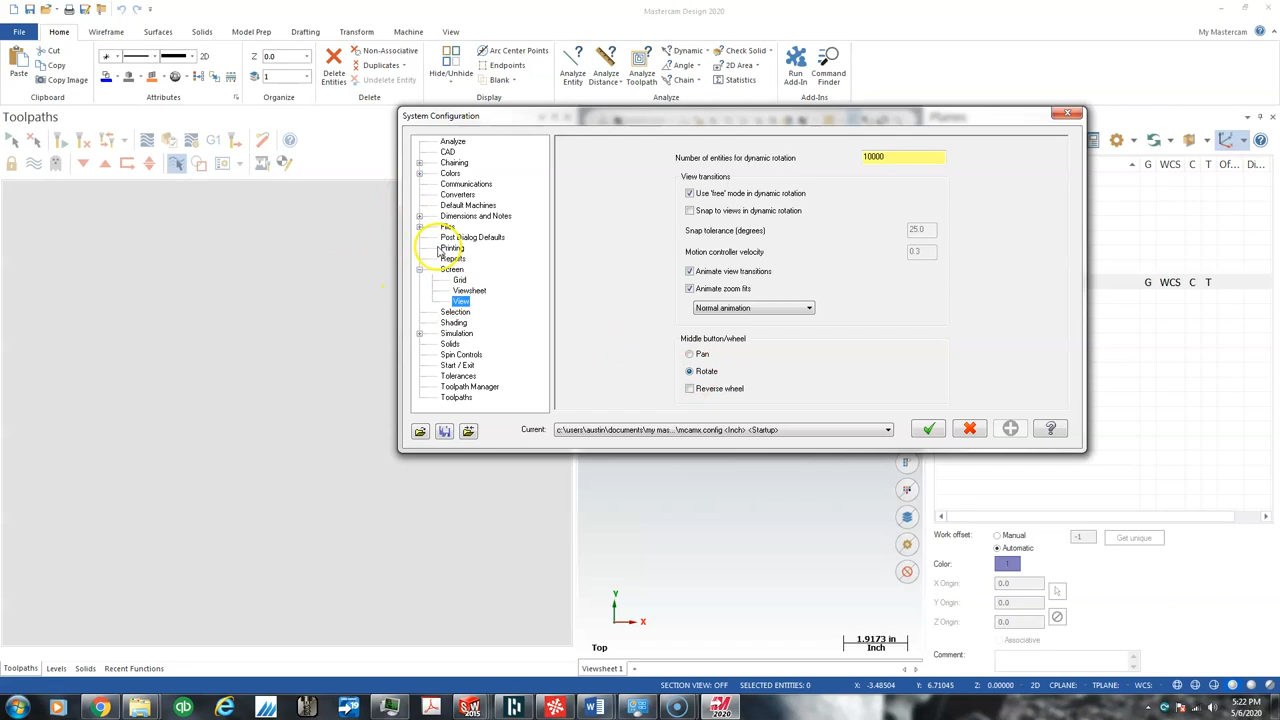 Mastercam Design 2020
File
Home
Wireframe
Surfaces
Solids
Model Prep
Drafting
Transform
Machine
View
My Mastercam
Paste
Cut
Copy
Copy Image
Clipboard
2D
Attributes
Z 0.0
1
Organize
Delete Entities
Non-Associative
Duplicates
Undelete Entity
Delete
Hide/Unhide
Arc Center Points
Endpoints
Blank
Display
Analyze Entity
Analyze Distance
Analyze Toolpath
Dynamic
Angle
Chain
Check Solid
2D Area
Statistics
Analyze
Run Add-In
Command Finder
Add-Ins
Toolpaths
G1
System Configuration
Analyze
CAD
Chaining
Colors
Communications
Converters
Default Machines
Dimensions and Notes
Files
Post Dialog Defaults
Printing
Reports
Screen
Grid
Viewsheet
View
Selection
Shading
Simulation
Solids
Spin Controls
Start / Exit
Tolerances
Toolpath Manager
Toolpaths
Number of entities for dynamic rotation 10000
View transitions
Use 'free' mode in dynamic rotation
Snap to views in dynamic rotation
Snap tolerance (degrees) 25.0
Motion controller velocity 0.3
Animate view transitions
Animate zoom fits
Normal animation
Middle button/wheel
Pan
Rotate
Reverse wheel
Current: c:\users\austin\documents\my mas...\mcamx.config <Inch> <Startup>
G WCS C T Of... Di...
G WCS C T
Work offset: Manual -1 Get unique
Automatic
Color: 1
X Origin: 0.0
Y Origin: 0.0
Z Origin: 0.0
Associative
Comment:
Y
X
Top
1.9173 in
Inch
Toolpaths Levels Solids Recent Functions
Viewsheet 1 +
SECTION VIEW: OFF SELECTED ENTITIES: 0 X: -3.48504 Y: 6.71045 Z: 0.00000 2D CPLANE: TPLANE: WCS:
5:22 PM
5/6/2020